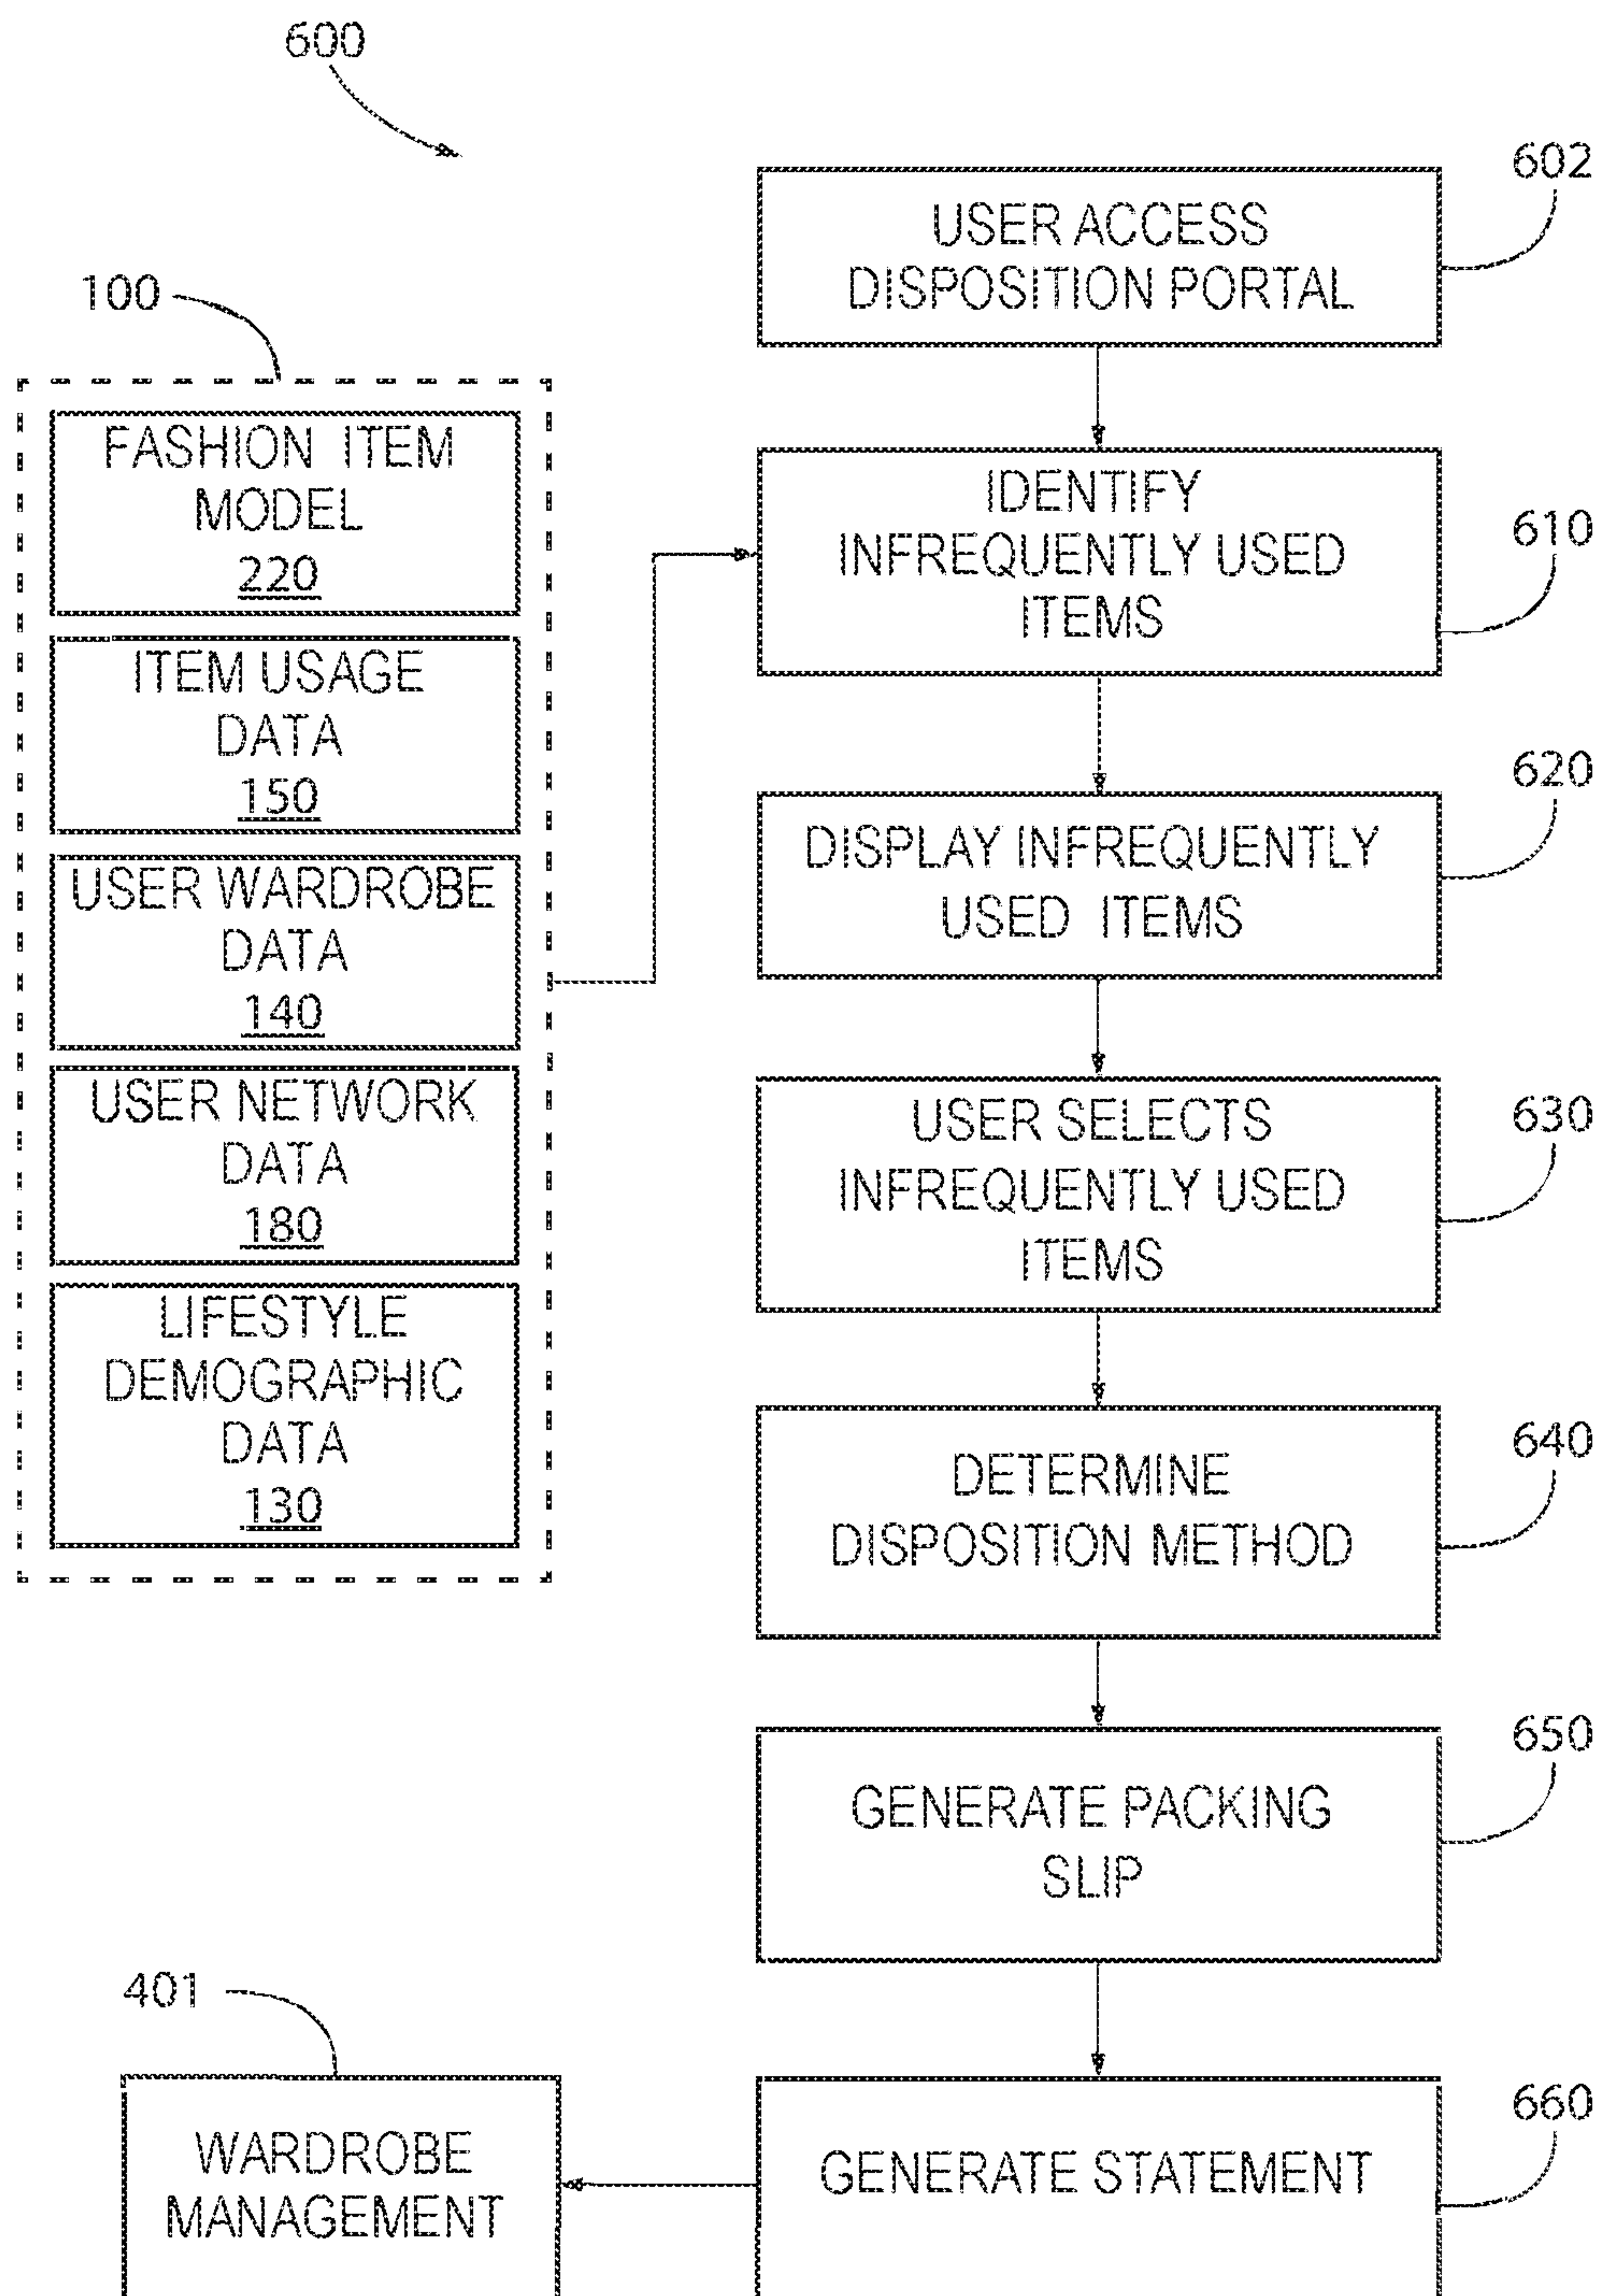 600
602
USER ACCESS
DISPOSITION PORTAL
100
FASHION ITEM
MODEL
220
ITEM USAGE
DATA
150
USER WARDROBE
DATA
140
USER NETWORK
DATA
180
LIFESTYLE
DEMOGRAPHIC
DATA
130
IDENTIFY
INFREQUENTLY USED
ITEMS
610
DISPLAY INFREQUENTLY
USED ITEMS
620
USER SELECTS
INFREQUENTLY USED
ITEMS
630
DETERMINE
DISPOSITION METHOD
640
GENERATE PACKING
SLIP
650
GENERATE STATEMENT
660
401
WARDROBE
MANAGEMENT